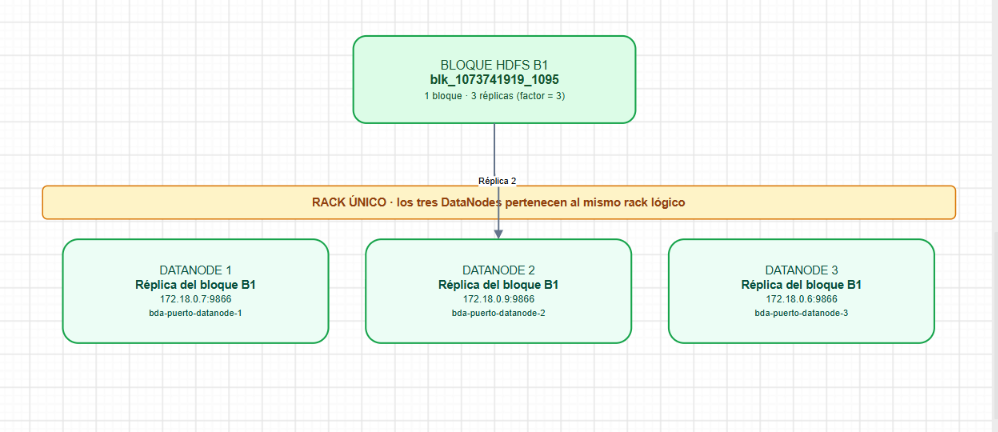 BLOQUE HDFS B1
blk_1073741919_1095
1 bloque · 3 réplicas (factor = 3)
Réplica 2
RACK ÚNICO · los tres DataNodes pertenecen al mismo rack lógico
DATANODE 1
Réplica del bloque B1
172.18.0.7:9866
bda-puerto-datanode-1
DATANODE 2
Réplica del bloque B1
172.18.0.9:9866
bda-puerto-datanode-2
DATANODE 3
Réplica del bloque B1
172.18.0.6:9866
bda-puerto-datanode-3